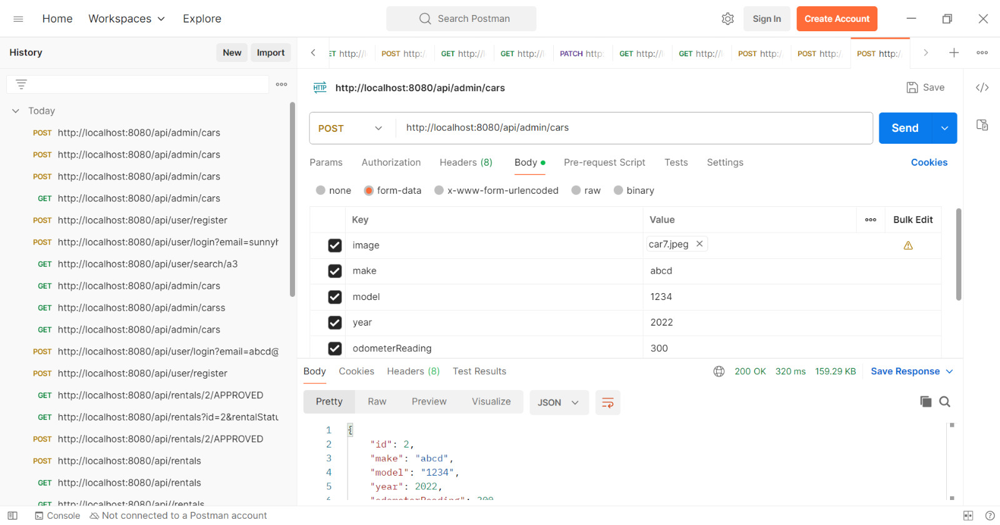 Home Workspaces Explore Search Postman Sign In Create Account
History New Import
ET http://l POST http:/ GET http://l GET http://l PATCH http: GET http://l GET http://l POST http:/ POST http:/ POST http:/
HTTP http://localhost:8080/api/admin/cars Save
POST http://localhost:8080/api/admin/cars Send
Params Authorization Headers (8) Body Pre-request Script Tests Settings Cookies
none form-data x-www-form-urlencoded raw binary
Key Value Bulk Edit
image car7.jpeg
make abcd
model 1234
year 2022
odometerReading 300
Today
POST http://localhost:8080/api/admin/cars
POST http://localhost:8080/api/admin/cars
POST http://localhost:8080/api/admin/cars
GET http://localhost:8080/api/admin/cars
POST http://localhost:8080/api/user/register
POST http://localhost:8080/api/user/login?email=sunnyh
GET http://localhost:8080/api/user/search/a3
GET http://localhost:8080/api/admin/cars
GET http://localhost:8080/api/admin/carss
GET http://localhost:8080/api/admin/cars
POST http://localhost:8080/api/user/login?email=abcd@
POST http://localhost:8080/api/user/register
GET http://localhost:8080/api/rentals/2/APPROVED
GET http://localhost:8080/api/rentals?id=2&rentalStatu
POST http://localhost:8080/api/rentals/2/APPROVED
POST http://localhost:8080/api/rentals
GET http://localhost:8080/api/rentals
GET http://localhost:8080/api//rentals
Body Cookies Headers (8) Test Results 200 OK 320 ms 159.29 KB Save Response
Pretty Raw Preview Visualize JSON
1 {
2 "id": 2,
3 "make": "abcd",
4 "model": "1234",
5 "year": 2022,
6 "odometerReading": 300
Console Not connected to a Postman account